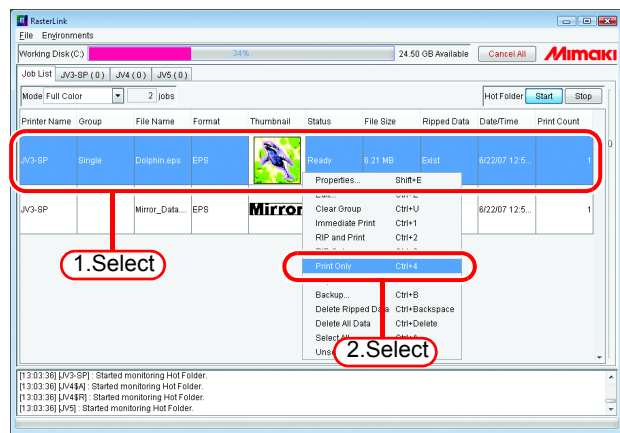 RasterLink
File Environments
Working Disk (C:) 34% 24.50 GB Available Cancel All Mimaki
Job List JV3-SP ( 0 ) JV4 ( 0 ) JV5 ( 0 )
Mode Full Color 2 jobs Hot Folder Start Stop
Printer Name Group File Name Format Thumbnail Status File Size Ripped Data Date/Time Print Count
JV3-SP Single Dolphin.eps EPS Ready 6.21 MB Exist 6/22/07 12:5... 1
Properties... Shift+E
JV3-SP Mirror_Data.... EPS Mirror 6/22/07 12:5... 1
Clear Group Ctrl+U
Immediate Print Ctrl+1
RIP and Print Ctrl+2
1.Select
Print Only Ctrl+4
Backup... Ctrl+B
Delete Ripped Data Ctrl+Backspace
Delete All Data Ctrl+Delete
Select All
2.Select
[13:03:36] [JV3-SP] : Started monitoring Hot Folder.
[13:03:36] [JV4$A] : Started monitoring Hot Folder.
[13:03:36] [JV4$R] : Started monitoring Hot Folder.
[13:03:36] [JV5] : Started monitoring Hot Folder.